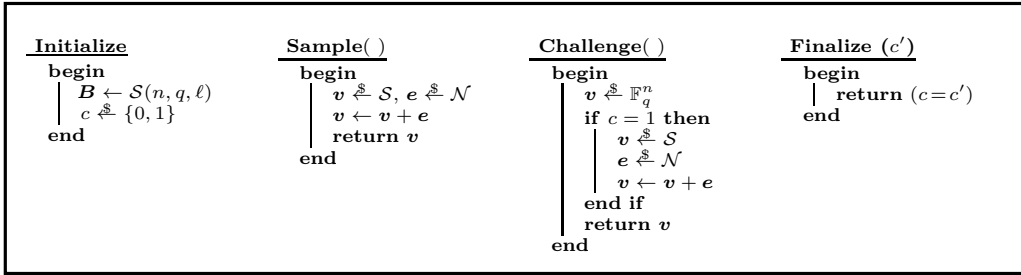 Initialize
begin
B ← S(n, q, ℓ)
c ←$ {0, 1}
end
Sample( )
begin
v ←$ S, e ←$ N
v ← v + e
return v
end
Challenge( )
begin
v ←$ F_q^n
if c = 1 then
v ←$ S
e ←$ N
v ← v + e
end if
return v
end
Finalize (c′)
begin
return (c = c′)
end